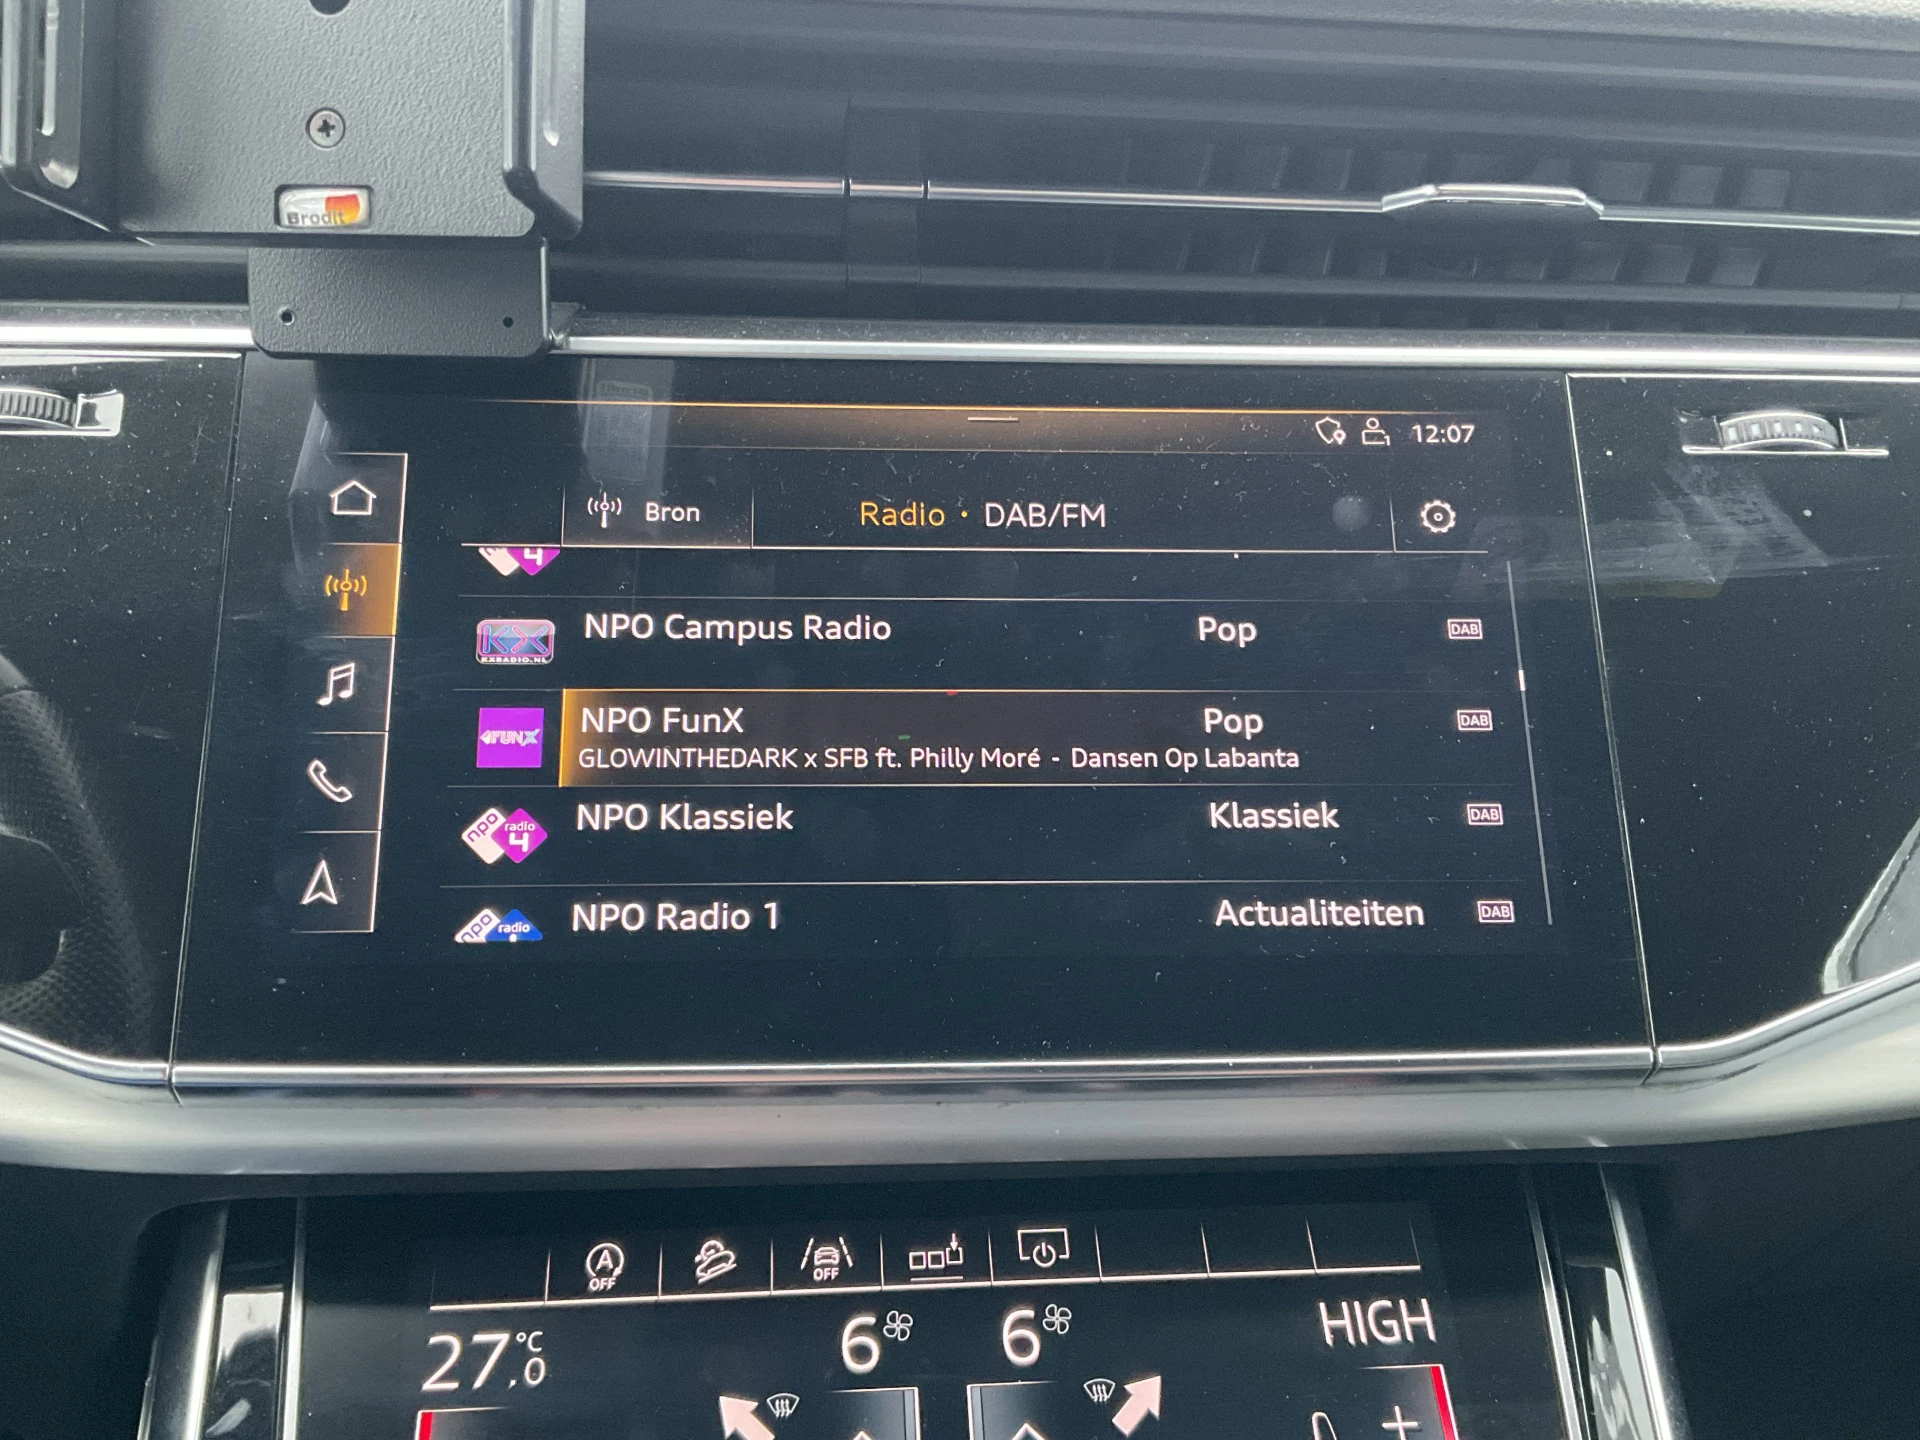 Brodit
12:07
Bron
Radio · DAB/FM
4
NPO Campus Radio Pop DAB
KX
KXRADIO.NL
NPO FunX Pop DAB
FUNX
GLOWINTHEDARK x SFB ft. Philly Moré - Dansen Op Labanta
NPO Klassiek Klassiek DAB
npo radio 4
NPO Radio 1 Actualiteiten DAB
npo radio
A OFF
OFF
27.0 °C
6
6
HIGH
+